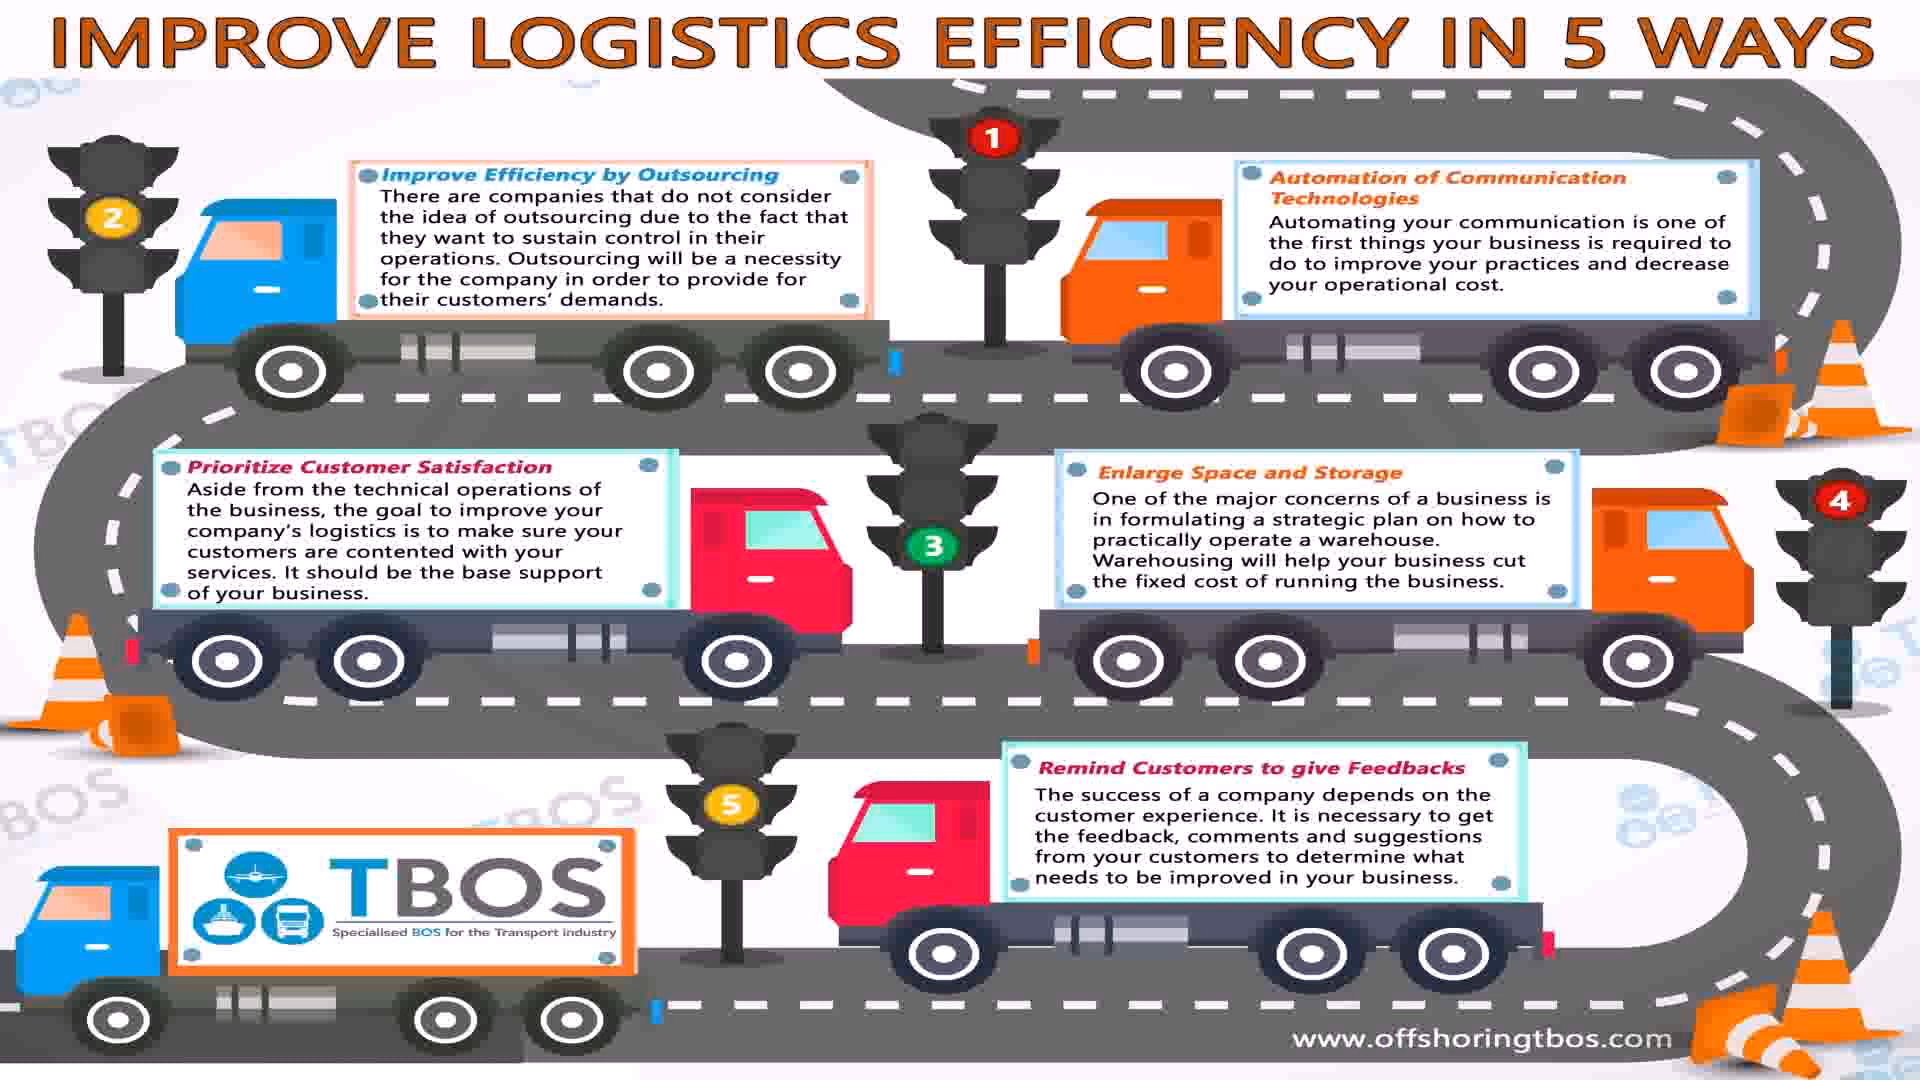 IMPROVE LOGISTICS EFFICIENCY IN 5 WAYS
1
Automation of Communication
Technologies
Automating your communication is one of
the first things your business is required to
do to improve your practices and decrease
your operational cost.
2
Improve Efficiency by Outsourcing
There are companies that do not consider
the idea of outsourcing due to the fact that
they want to sustain control in their
operations. Outsourcing will be a necessity
for the company in order to provide for
their customers’ demands.
Prioritize Customer Satisfaction
Aside from the technical operations of
the business, the goal to improve your
company’s logistics is to make sure your
customers are contented with your
services. It should be the base support
of your business.
3
Enlarge Space and Storage
One of the major concerns of a business is
in formulating a strategic plan on how to
practically operate a warehouse.
Warehousing will help your business cut
the fixed cost of running the business.
4
5
Remind Customers to give Feedbacks
The success of a company depends on the
customer experience. It is necessary to get
the feedback, comments and suggestions
from your customers to determine what
needs to be improved in your business.
TBOS
Specialised BOS for the Transport industry
www.offshoringtbos.com
TBOS
TBOS
TBOS